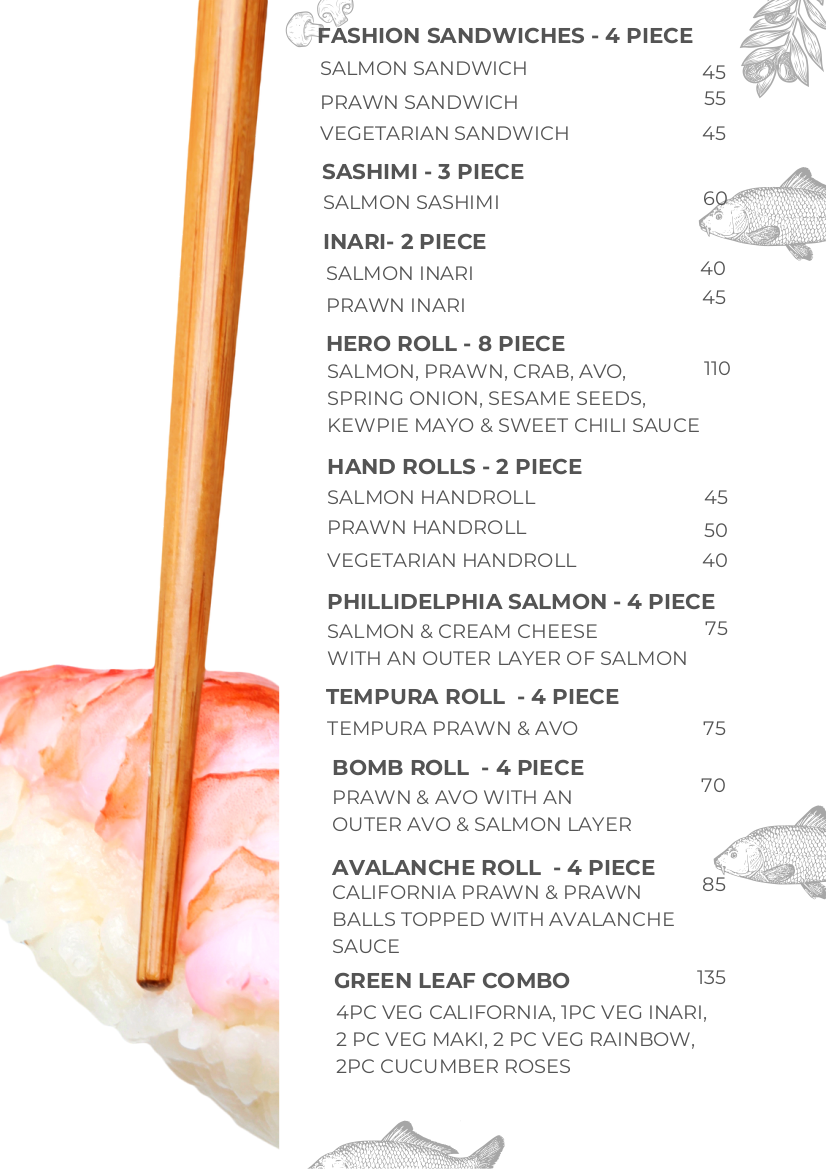 FASHION SANDWICHES - 4 PIECE
SALMON SANDWICH 45
PRAWN SANDWICH 55
VEGETARIAN SANDWICH 45
SASHIMI - 3 PIECE
SALMON SASHIMI 60
INARI- 2 PIECE
SALMON INARI 40
PRAWN INARI 45
HERO ROLL - 8 PIECE
SALMON, PRAWN, CRAB, AVO, 110
SPRING ONION, SESAME SEEDS,
KEWPIE MAYO & SWEET CHILI SAUCE
HAND ROLLS - 2 PIECE
SALMON HANDROLL 45
PRAWN HANDROLL 50
VEGETARIAN HANDROLL 40
PHILLIDELPHIA SALMON - 4 PIECE
SALMON & CREAM CHEESE 75
WITH AN OUTER LAYER OF SALMON
TEMPURA ROLL - 4 PIECE
TEMPURA PRAWN & AVO 75
BOMB ROLL - 4 PIECE
PRAWN & AVO WITH AN 70
OUTER AVO & SALMON LAYER
AVALANCHE ROLL - 4 PIECE
CALIFORNIA PRAWN & PRAWN 85
BALLS TOPPED WITH AVALANCHE
SAUCE
GREEN LEAF COMBO 135
4PC VEG CALIFORNIA, 1PC VEG INARI,
2 PC VEG MAKI, 2 PC VEG RAINBOW,
2PC CUCUMBER ROSES